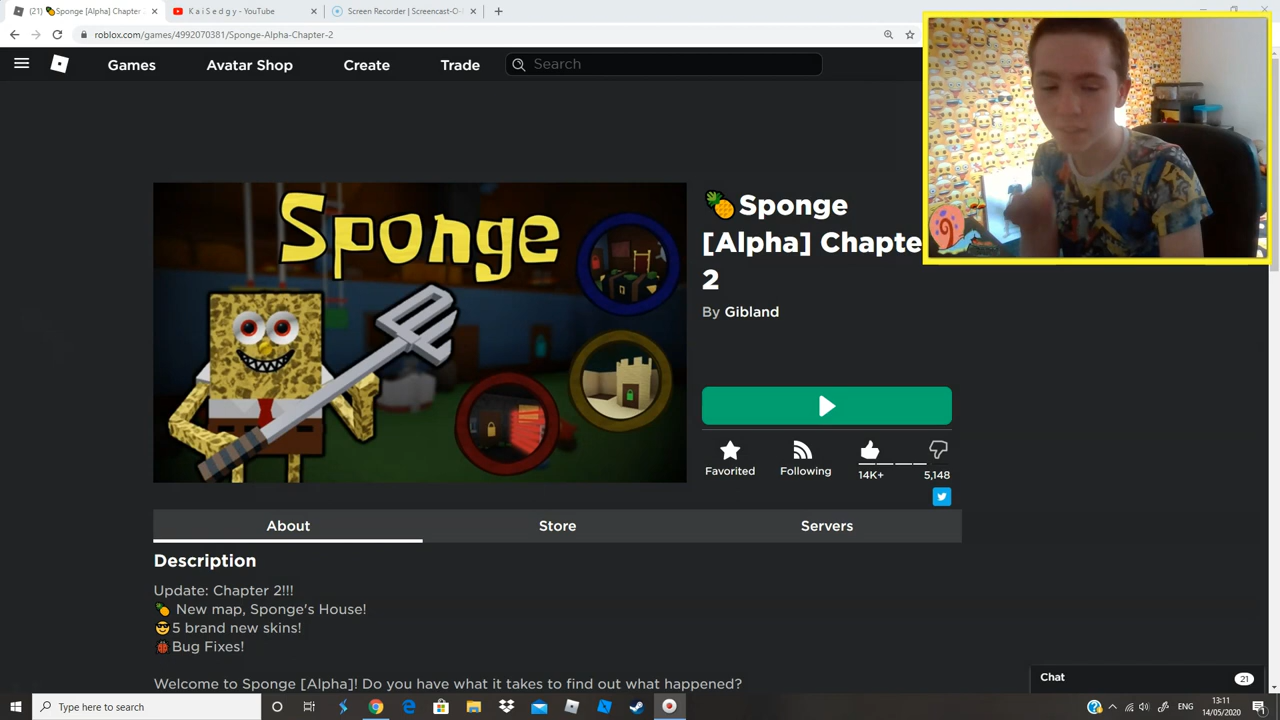 (21) 🍍Sponge [Alpha] Chapter
K a i S e d g y - YouTube
Screen Recorder | Screencast-O-
roblox.com/games/4992070381/Sponge-Alpha-Chapter-2
Games
Avatar Shop
Create
Trade
Search
Sponge
🍍Sponge
[Alpha] Chapte
2
By Gibland
Favorited
Following
14K+
5,148
About
Store
Servers
Description
Update: Chapter 2!!!
🍍 New map, Sponge's House!
😎5 brand new skins!
🐞Bug Fixes!
Welcome to Sponge [Alpha]! Do you have what it takes to find out what happened?
Chat
21
Type here to search
ENG
13:11
14/05/2020